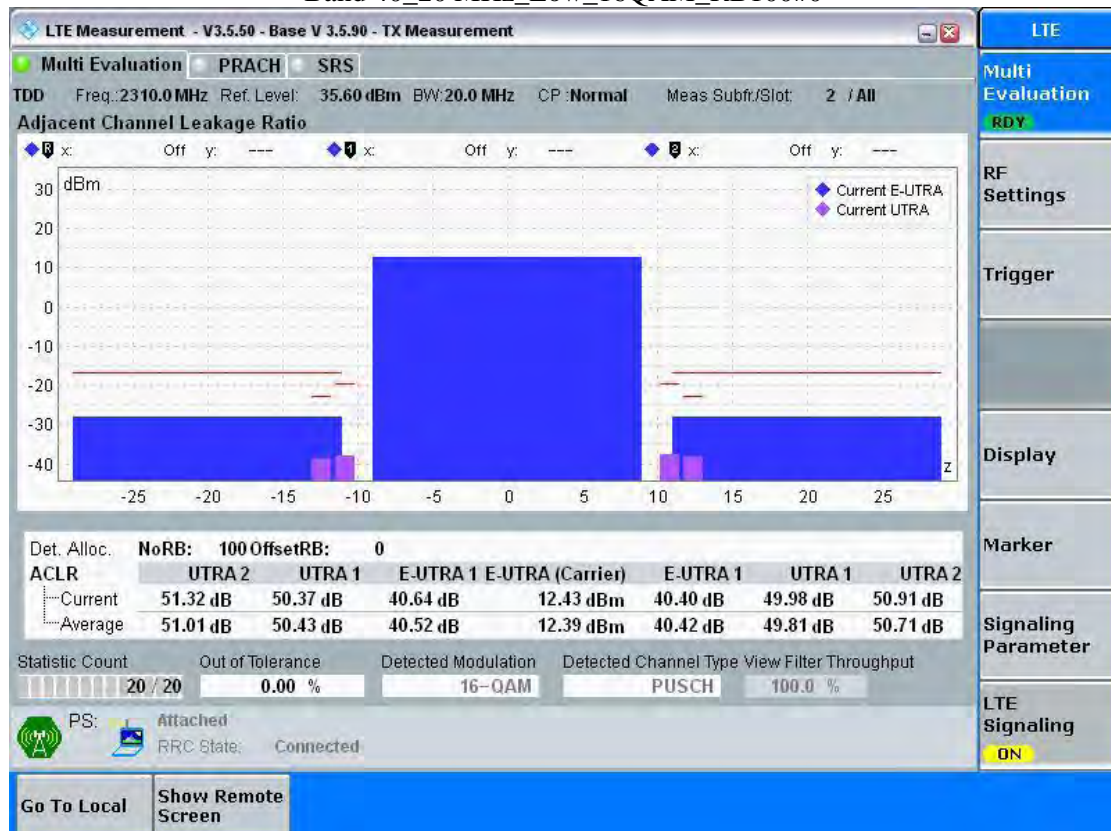 LTE Measurement - V3.5.50 - Base V 3.5.90 - TX Measurement
LTE
Multi Evaluation PRACH SRS
Multi Evaluation
RDY
TDD Freq.:2310.0 MHz Ref. Level: 35.60 dBm BW:20.0 MHz CP :Normal Meas Subfr./Slot: 2 / All
Adjacent Channel Leakage Ratio
R x: Off y: --- 1 x: Off y: --- 2 x: Off y: ---
dBm
Current E-UTRA
Current UTRA
30
20
10
0
-10
-20
-30
-40
z
-25 -20 -15 -10 -5 0 5 10 15 20 25
RF Settings
Trigger
Display
Marker
Signaling Parameter
LTE Signaling
ON
Det. Alloc. NoRB: 100 OffsetRB: 0
ACLR UTRA 2 UTRA 1 E-UTRA 1 E-UTRA (Carrier) E-UTRA 1 UTRA 1 UTRA 2
Current 51.32 dB 50.37 dB 40.64 dB 12.43 dBm 40.40 dB 49.98 dB 50.91 dB
Average 51.01 dB 50.43 dB 40.52 dB 12.39 dBm 40.42 dB 49.81 dB 50.71 dB
Statistic Count Out of Tolerance Detected Modulation Detected Channel Type View Filter Throughput
20 / 20 0.00 % 16-QAM PUSCH 100.0 %
PS: Attached
RRC State: Connected
Go To Local
Show Remote Screen